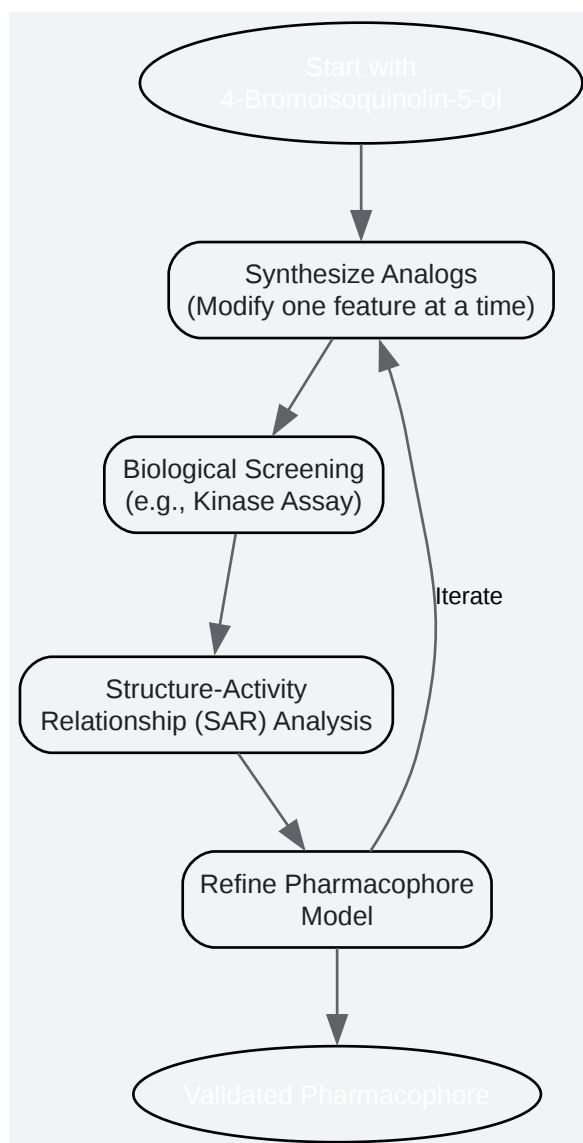 Start with
4-Bromoisoquinolin-5-ol
Synthesize Analogs
(Modify one feature at a time)
Biological Screening
(e.g., Kinase Assay)
Iterate
Structure-Activity
Relationship (SAR) Analysis
Refine Pharmacophore
Model
Validated Pharmacophore